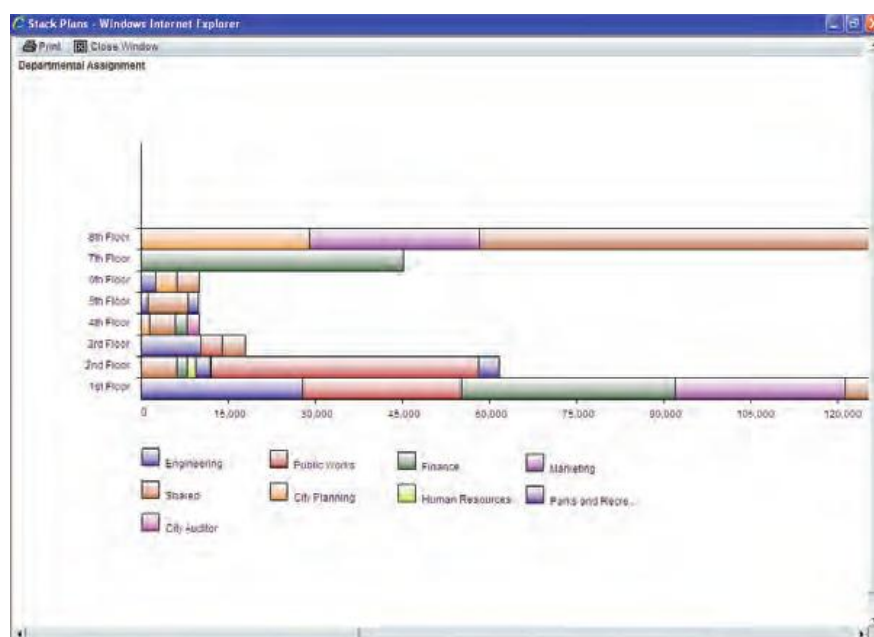 Stack Plans - Windows Internet Explorer
Print Close Window
Departmental Assignment
8th Floor
7th Floor
6th Floor
5th Floor
4th Floor
3rd Floor
2nd Floor
1st Floor
0 15,000 30,000 45,000 60,000 75,000 90,000 105,000 120,000
Engineering Public Works Finance Marketing
Shared City Planning Human Resources Parks and Recre...
City Auditor